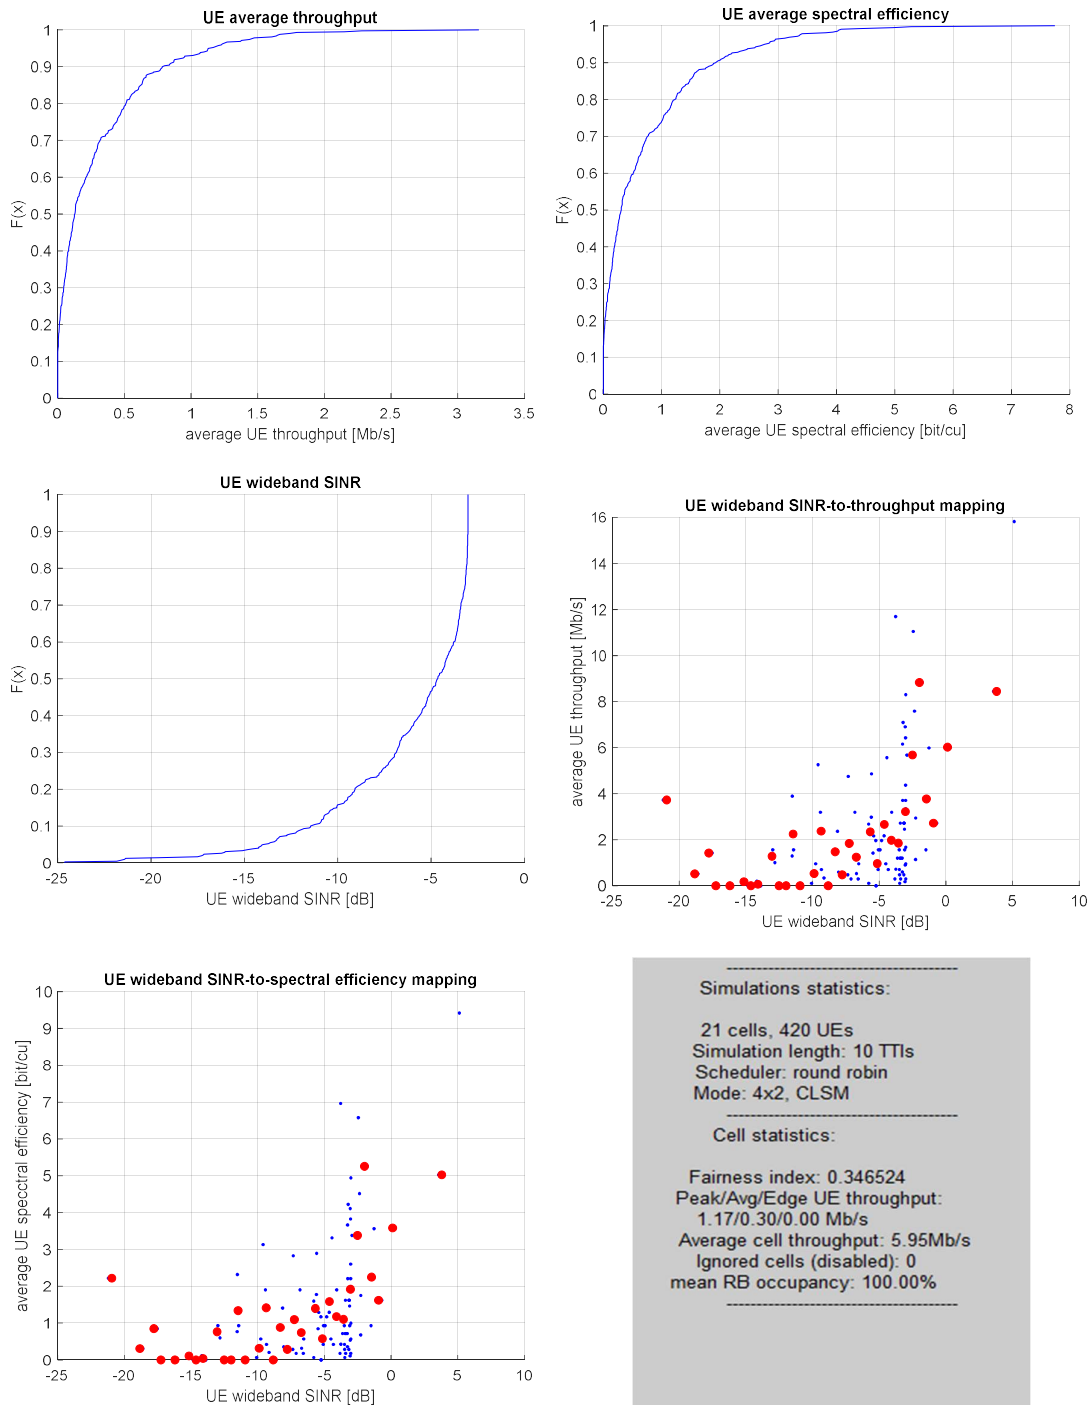 UE average throughput
1
0.9
0.8
0.7
0.6
0.5
0.4
0.3
0.2
0.1
0
F(x)
0 0.5 1 1.5 2 2.5 3 3.5
average UE throughput [Mb/s]
UE average spectral efficiency
1
0.9
0.8
0.7
0.6
0.5
0.4
0.3
0.2
0.1
0
F(x)
0 1 2 3 4 5 6 7 8
average UE spectral efficiency [bit/cu]
UE wideband SINR
1
0.9
0.8
0.7
0.6
0.5
0.4
0.3
0.2
0.1
0
F(x)
-25 -20 -15 -10 -5 0
UE wideband SINR [dB]
UE wideband SINR-to-throughput mapping
16
14
12
10
8
6
4
2
0
average UE throughput [Mb/s]
-25 -20 -15 -10 -5 0 5 10
UE wideband SINR [dB]
UE wideband SINR-to-spectral efficiency mapping
10
9
8
7
6
5
4
3
2
1
0
average UE specctral efficiency [bit/cu]
-25 -20 -15 -10 -5 0 5 10
UE wideband SINR [dB]
---------------------------------------
Simulations statistics:
21 cells, 420 UEs
Simulation length: 10 TTIs
Scheduler: round robin
Mode: 4x2, CLSM
---------------------------------------
Cell statistics:
Fairness index: 0.346524
Peak/Avg/Edge UE throughput:
1.17/0.30/0.00 Mb/s
Average cell throughput: 5.95Mb/s
Ignored cells (disabled): 0
mean RB occupancy: 100.00%
---------------------------------------